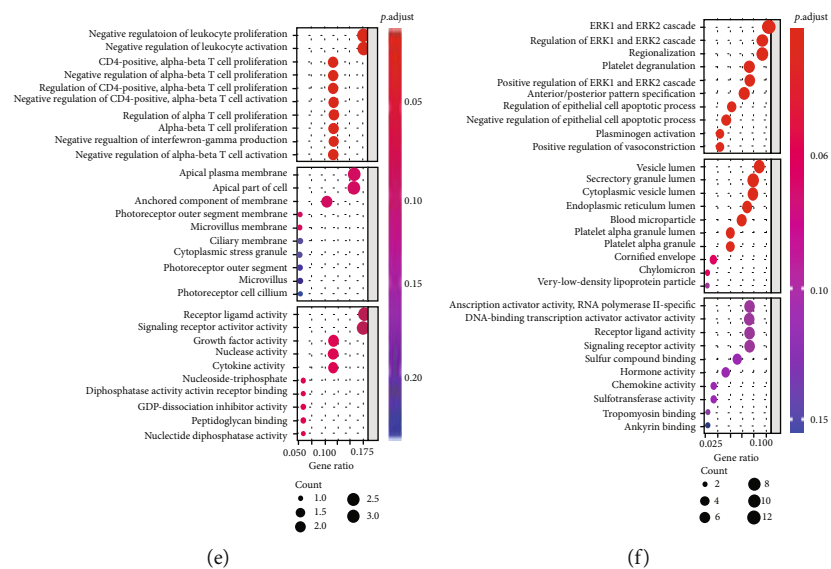 p.adjust
Negative regulatoion of leukocyte proliferation
Negative regulation of leukocyte activation
CD4-positive, alpha-beta T cell proliferation
Negative regulation of alpha-beta T cell proliferation
Regulation of CD4-positive, alpha-beta T cell proliferation
Negative regulation of CD4-positive, alpha-beta T cell activation
Regulation of alpha T cell proliferation
Alpha-beta T cell proliferation
Negative regualtion of interfewron-gamma production
Negative regulation of alpha-beta T cell activation
Apical plasma membrane
Apical part of cell
Anchored component of membrane
Photoreceptor outer segment membrane
Microvillus membrane
Ciliary membrane
Cytoplasmic stress granule
Photoreceptor outer segment
Microvillus
Photoreceptor cell cillium
Receptor ligand activity
Signaling receptor activitor activity
Growth factor activity
Nuclease activity
Cytokine activity
Nucleoside-triphosphate
Diphosphatase activity activin receptor binding
GDP-dissociation inhibitor activity
Peptidoglycan binding
Nuclectide diphosphatase activity
0.050 0.100 0.175
Gene ratio
0.05
0.10
0.15
0.20
Count
1.0 2.5
1.5 3.0
2.0
(e)
p.adjust
ERK1 and ERK2 cascade
Regulation of ERK1 and ERK2 cascade
Regionalization
Platelet degranulation
Positive regulation of ERK1 and ERK2 cascade
Anterior/posterior pattern specification
Regulation of epithelial cell apoptotic process
Negative regulation of epithelial cell apoptotic process
Plasminogen activation
Positive regulation of vasoconstriction
Vesicle lumen
Secrectory granule lumen
Cytoplasmic vesicle lumen
Endoplasmic reticulum lumen
Blood microparticle
Platelet alpha granule lumen
Platelet alpha granule
Cornified envelope
Chylomicron
Very-low-density lipoprotein particle
Anscription activator activity, RNA polymerase II-specific
DNA-binding transcription activator activator activity
Receptor ligand activity
Signaling receptor activity
Sulfur compound binding
Hormone activity
Chemokine activity
Sulfotransferase activity
Tropomyosin binding
Ankyrin binding
0.025 0.100
Gene ratio
0.06
0.10
0.15
Count
2 8
4 10
6 12
(f)